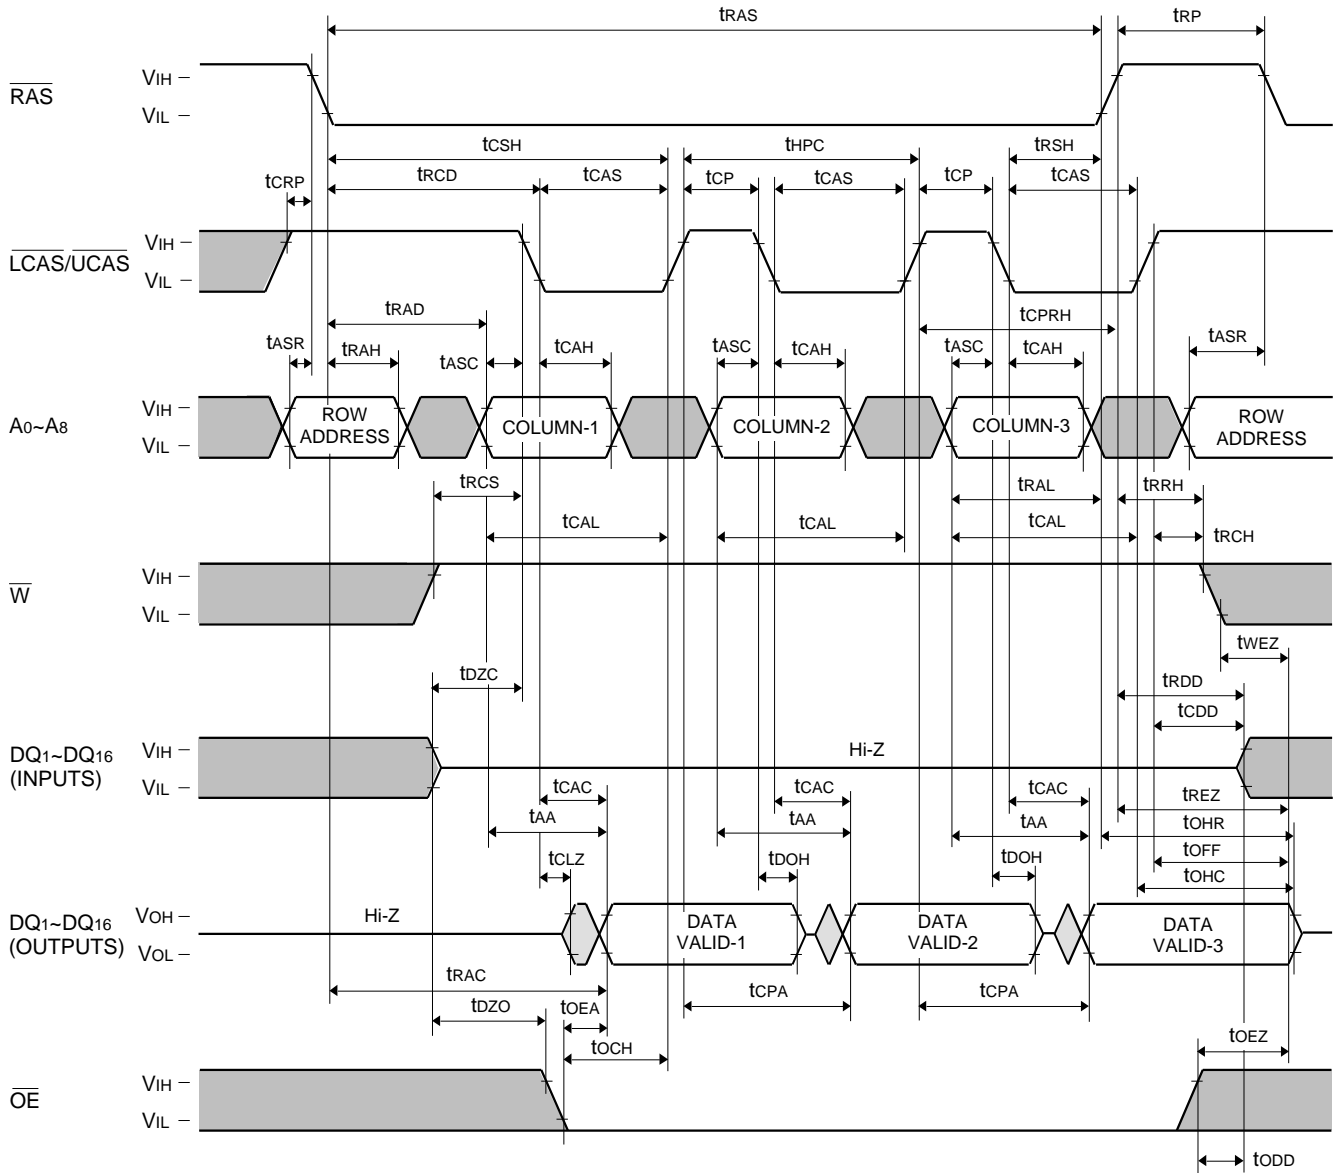 tRAS tRP
RAS VIH
VIL
tCSH tHPC tRSH
tCRP tRCD tCAS tCP tCAS tCP tCAS
LCAS/UCAS VIH
VIL
tRAD tCPRH
tASR tRAH tASC tCAH tASC tCAH tASC tCAH tASR
A0~A8 VIH
VIL
ROW ADDRESS COLUMN-1 COLUMN-2 COLUMN-3 ROW ADDRESS
tRCS tRAL tRRH
tCAL tCAL tCAL tRCH
W VIH
VIL
tWEZ
tDZC tRDD
tCDD
DQ1~DQ16 (INPUTS) VIH
VIL
Hi-Z
tCAC tCAC tCAC tREZ
tAA tAA tAA tOHR
tCLZ tDOH tDOH tOFF
tOHC
DQ1~DQ16 (OUTPUTS) VOH
VOL
Hi-Z DATA VALID-1 DATA VALID-2 DATA VALID-3
tRAC tCPA tCPA
tDZO tOEA
tOCH tOEZ
OE VIH
VIL
tODD